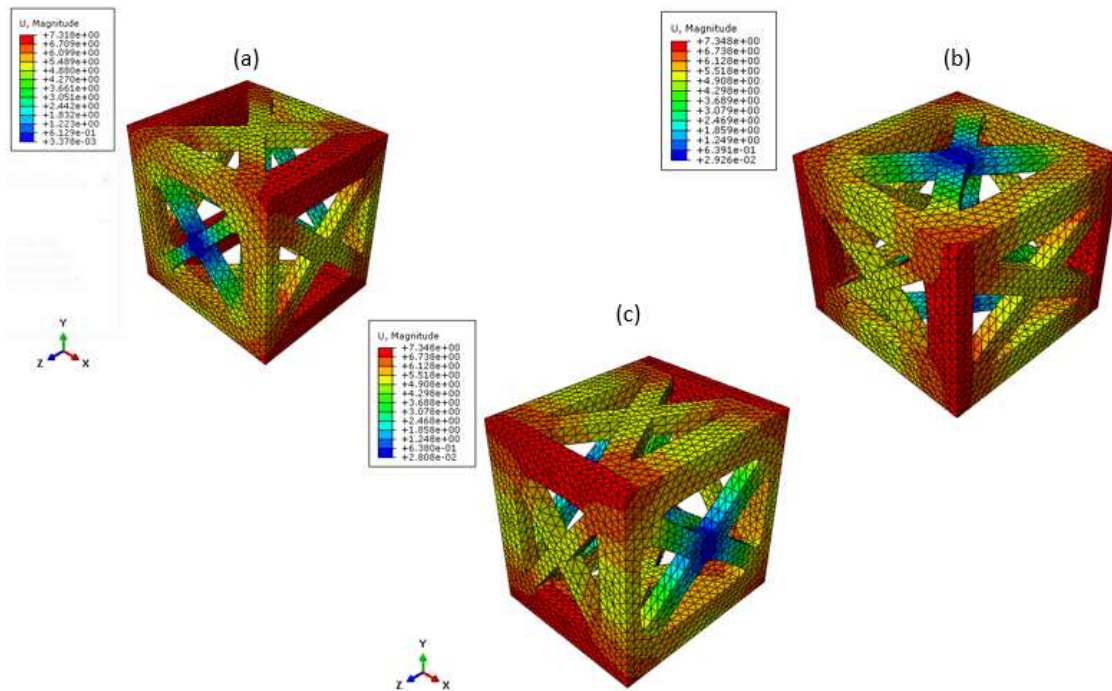 U, Magnitude
+7.318e+00
+6.709e+00
+6.099e+00
+5.489e+00
+4.880e+00
+4.270e+00
+3.661e+00
+3.051e+00
+2.442e+00
+1.832e+00
+1.223e+00
+6.129e-01
+3.378e-03
(a)
Y
Z
X
U, Magnitude
+7.348e+00
+6.738e+00
+6.128e+00
+5.518e+00
+4.908e+00
+4.298e+00
+3.689e+00
+3.079e+00
+2.469e+00
+1.859e+00
+1.249e+00
+6.391e-01
+2.926e-02
(b)
U, Magnitude
+7.348e+00
+6.738e+00
+6.128e+00
+5.518e+00
+4.908e+00
+4.298e+00
+3.688e+00
+3.078e+00
+2.468e+00
+1.858e+00
+1.248e+00
+6.380e-01
+2.808e-02
(c)
Y
Z
X